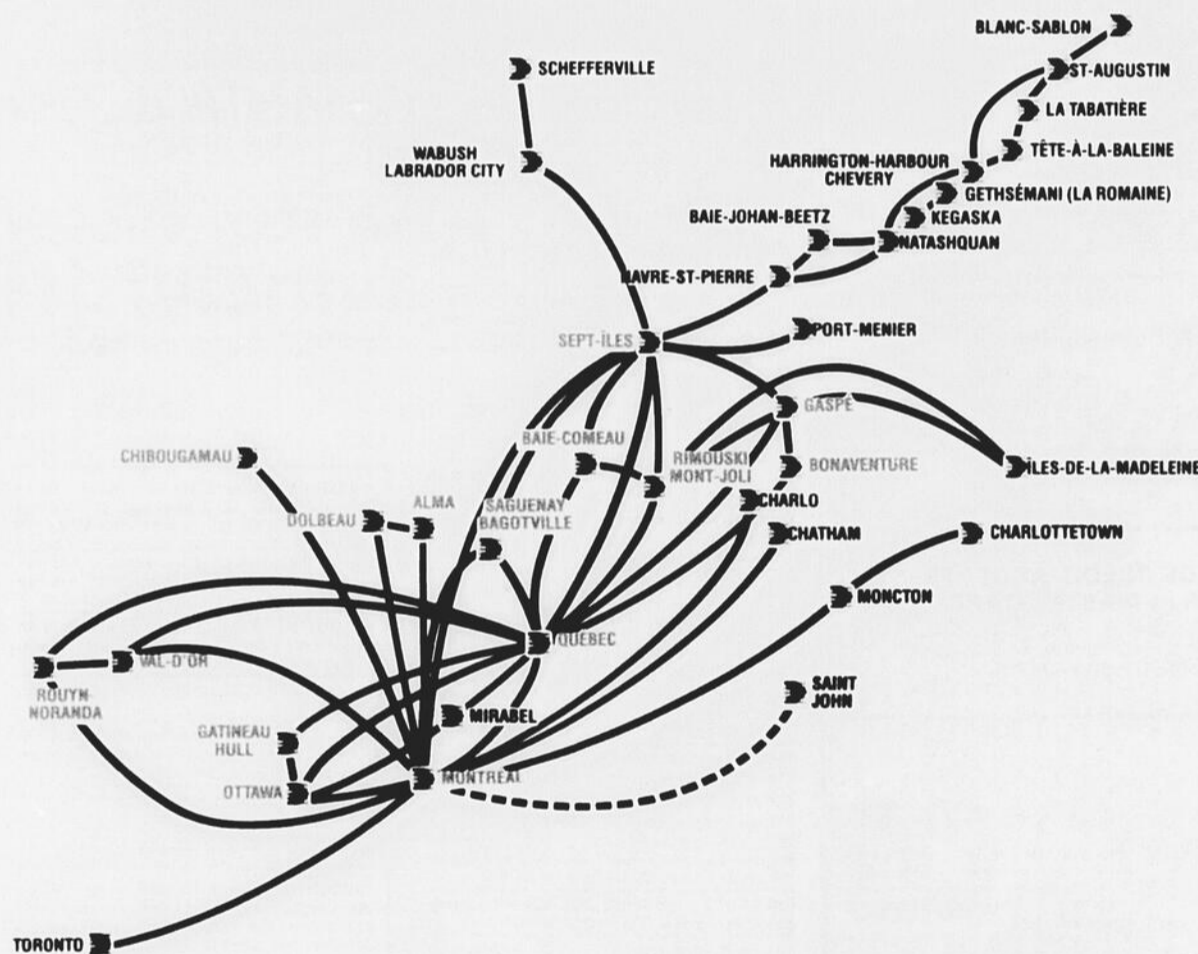 BLANC-SABLON
SCHEFFERVILLE
ST-AUGUSTIN
LA TABATIÈRE
WABUSH
LABRADOR CITY
TÊTE-À-LA-BALEINE
HARRINGTON-HARBOUR
CHEVERY
GETHSÉMANI (LA ROMAINE)
BAIE-JOHAN-BEETZ
KEGASKA
NATASHQUAN
HAVRE-ST-PIERRE
PORT-MENIER
SEPT-ÎLES
GASPÉ
BAIE-COMEAU
CHIBOUGAMAU
RIMOUSKI
MONT-JOLI
BONAVENTURE
ÎLES-DE-LA-MADELEINE
ALMA
SAGUENAY
BAGOTVILLE
CHARLO
DOLBEAU
CHATHAM
CHARLOTTETOWN
MONCTON
QUÉBEC
VAL-D'OR
ROUYN-
NORANDA
SAINT
JOHN
MIRABEL
GATINEAU
HULL
MONTRÉAL
OTTAWA
TORONTO